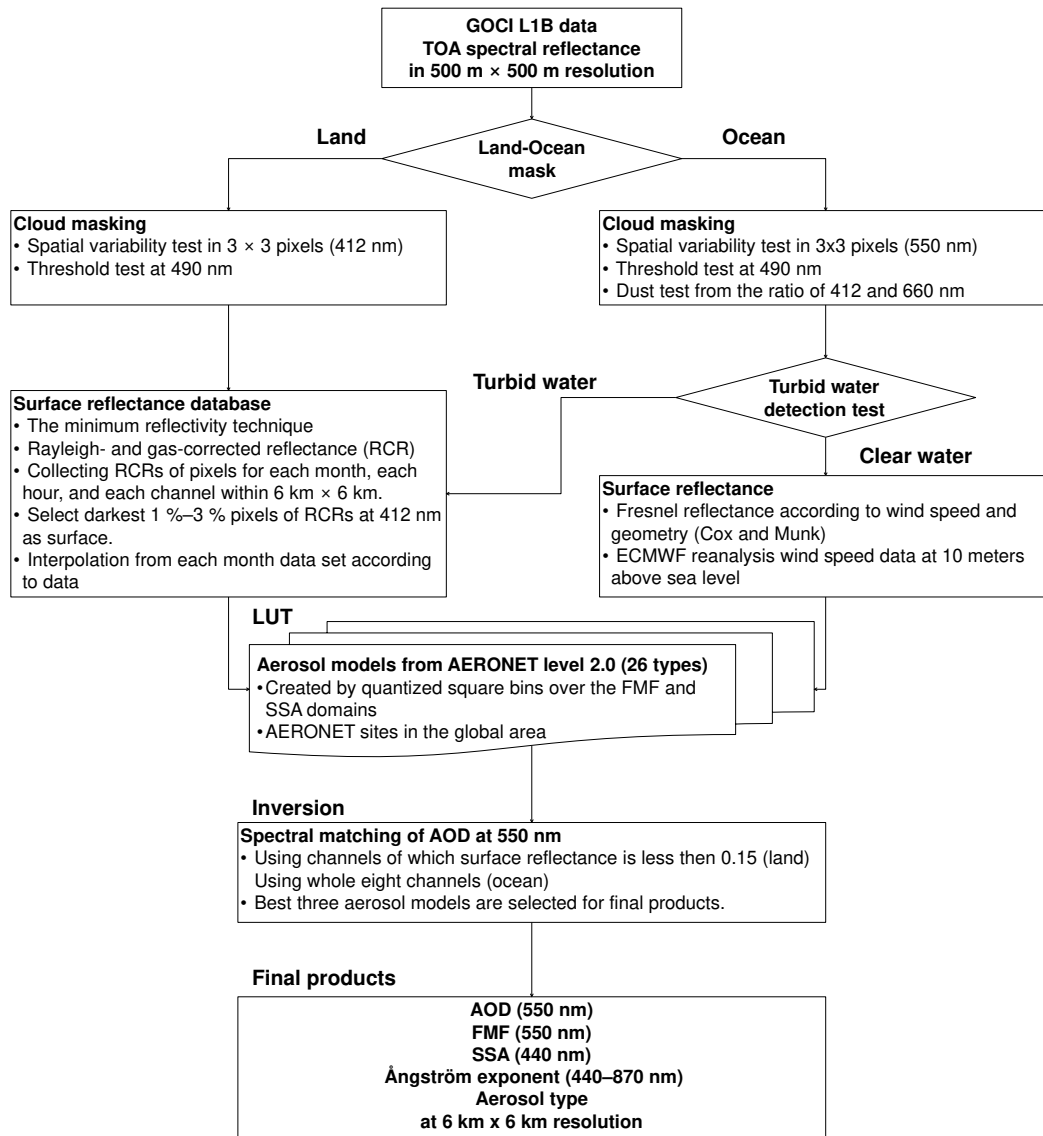 GOCI L1B data
TOA spectral reflectance
in 500 m × 500 m resolution
Land
Ocean
Land-Ocean
mask
Cloud masking
• Spatial variability test in 3 × 3 pixels (412 nm)
• Threshold test at 490 nm
Cloud masking
• Spatial variability test in 3x3 pixels (550 nm)
• Threshold test at 490 nm
• Dust test from the ratio of 412 and 660 nm
Turbid water
Turbid water
detection test
Clear water
Surface reflectance database
• The minimum reflectivity technique
• Rayleigh- and gas-corrected reflectance (RCR)
• Collecting RCRs of pixels for each month, each
hour, and each channel within 6 km × 6 km.
• Select darkest 1 %–3 % pixels of RCRs at 412 nm
as surface.
• Interpolation from each month data set according
to data
Surface reflectance
• Fresnel reflectance according to wind speed and
geometry (Cox and Munk)
• ECMWF reanalysis wind speed data at 10 meters
above sea level
LUT
Aerosol models from AERONET level 2.0 (26 types)
•Created by quantized square bins over the FMF and
SSA domains
•AERONET sites in the global area
Inversion
Spectral matching of AOD at 550 nm
• Using channels of which surface reflectance is less then 0.15 (land)
Using whole eight channels (ocean)
• Best three aerosol models are selected for final products.
Final products
AOD (550 nm)
FMF (550 nm)
SSA (440 nm)
Ångström exponent (440–870 nm)
Aerosol type
at 6 km x 6 km resolution